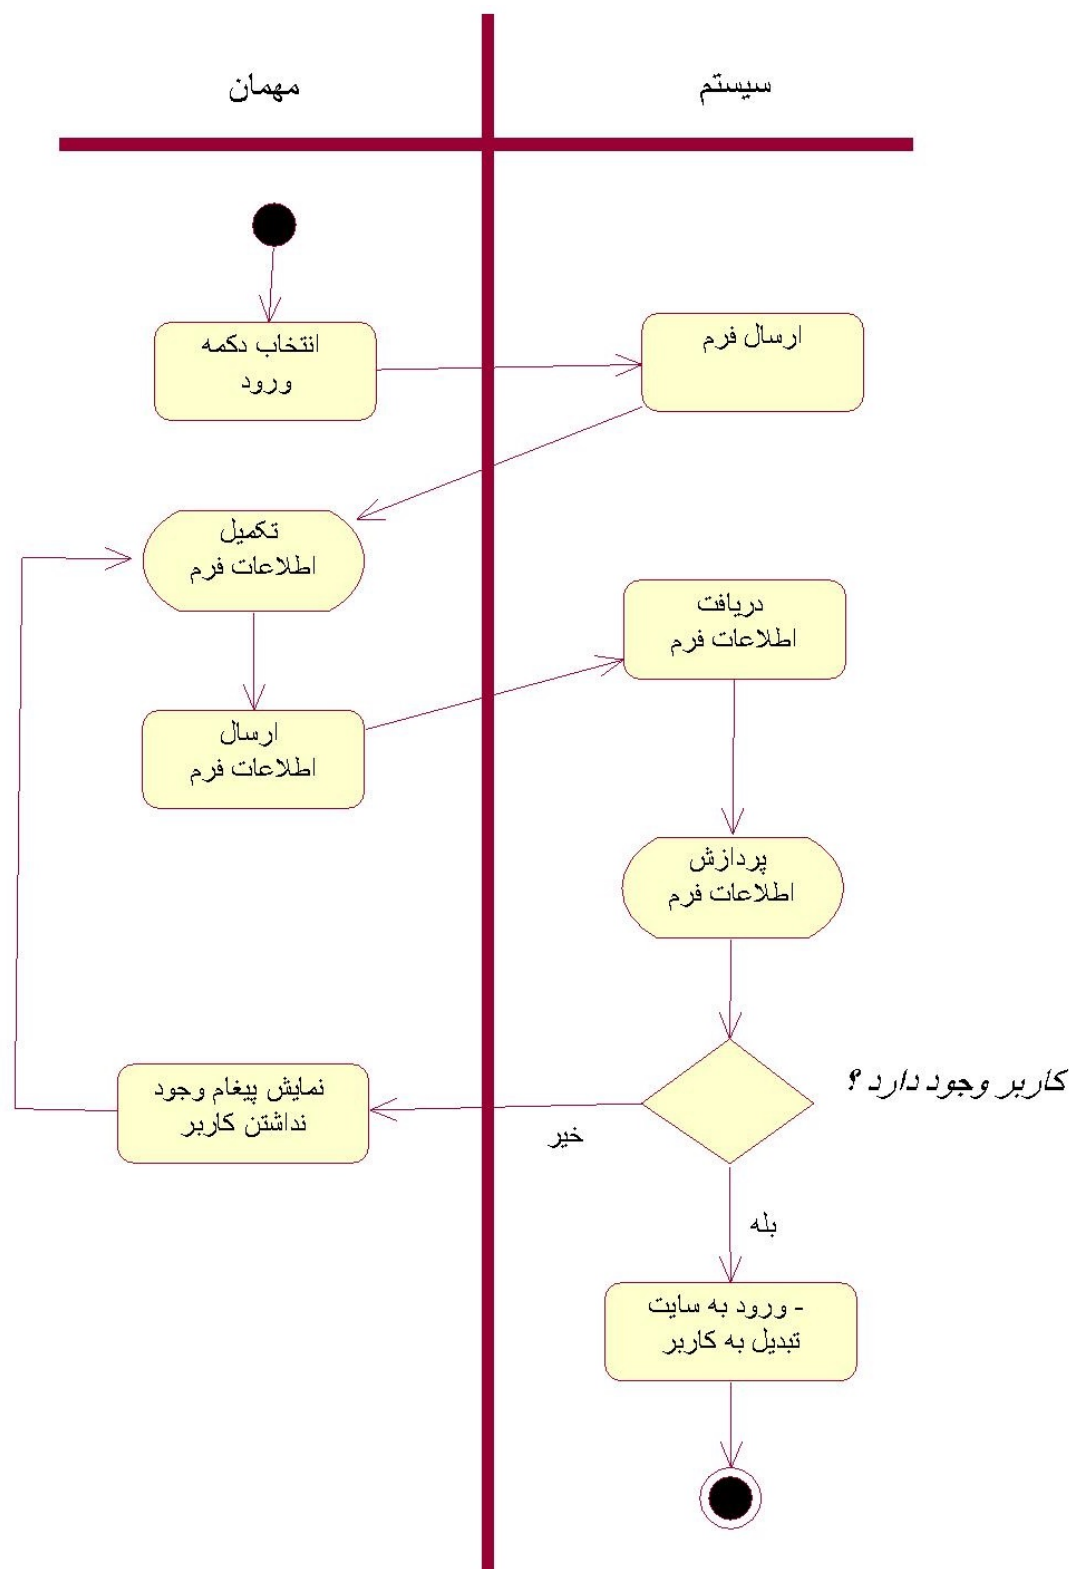 مهمان
سیستم
انتخاب دکمه
ورود
ارسال فرم
تکمیل
اطلاعات فرم
دریافت
اطلاعات فرم
ارسال
اطلاعات فرم
پردازش
اطلاعات فرم
کاربر وجود دارد ؟
نمایش پیغام وجود
نداشتن کاربر
خیر
بله
ورود به سایت -
تبدیل به کاربر